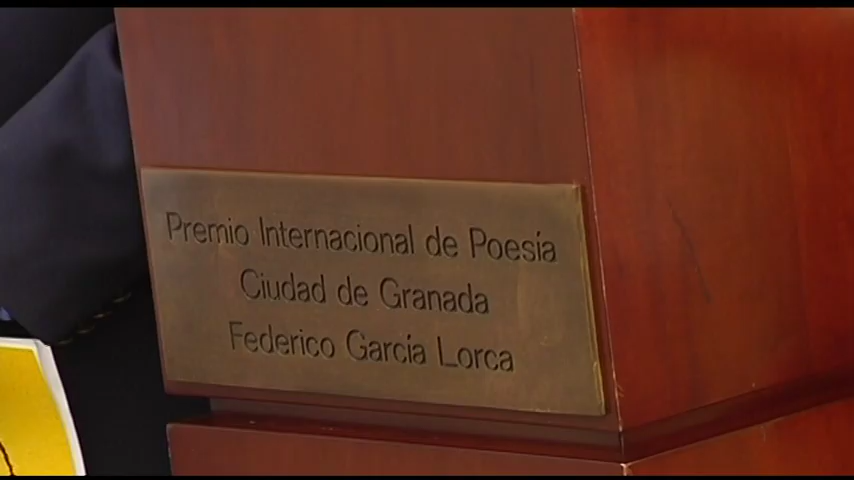 Premio Internacional de Poesía
Ciudad de Granada
Federico García Lorca